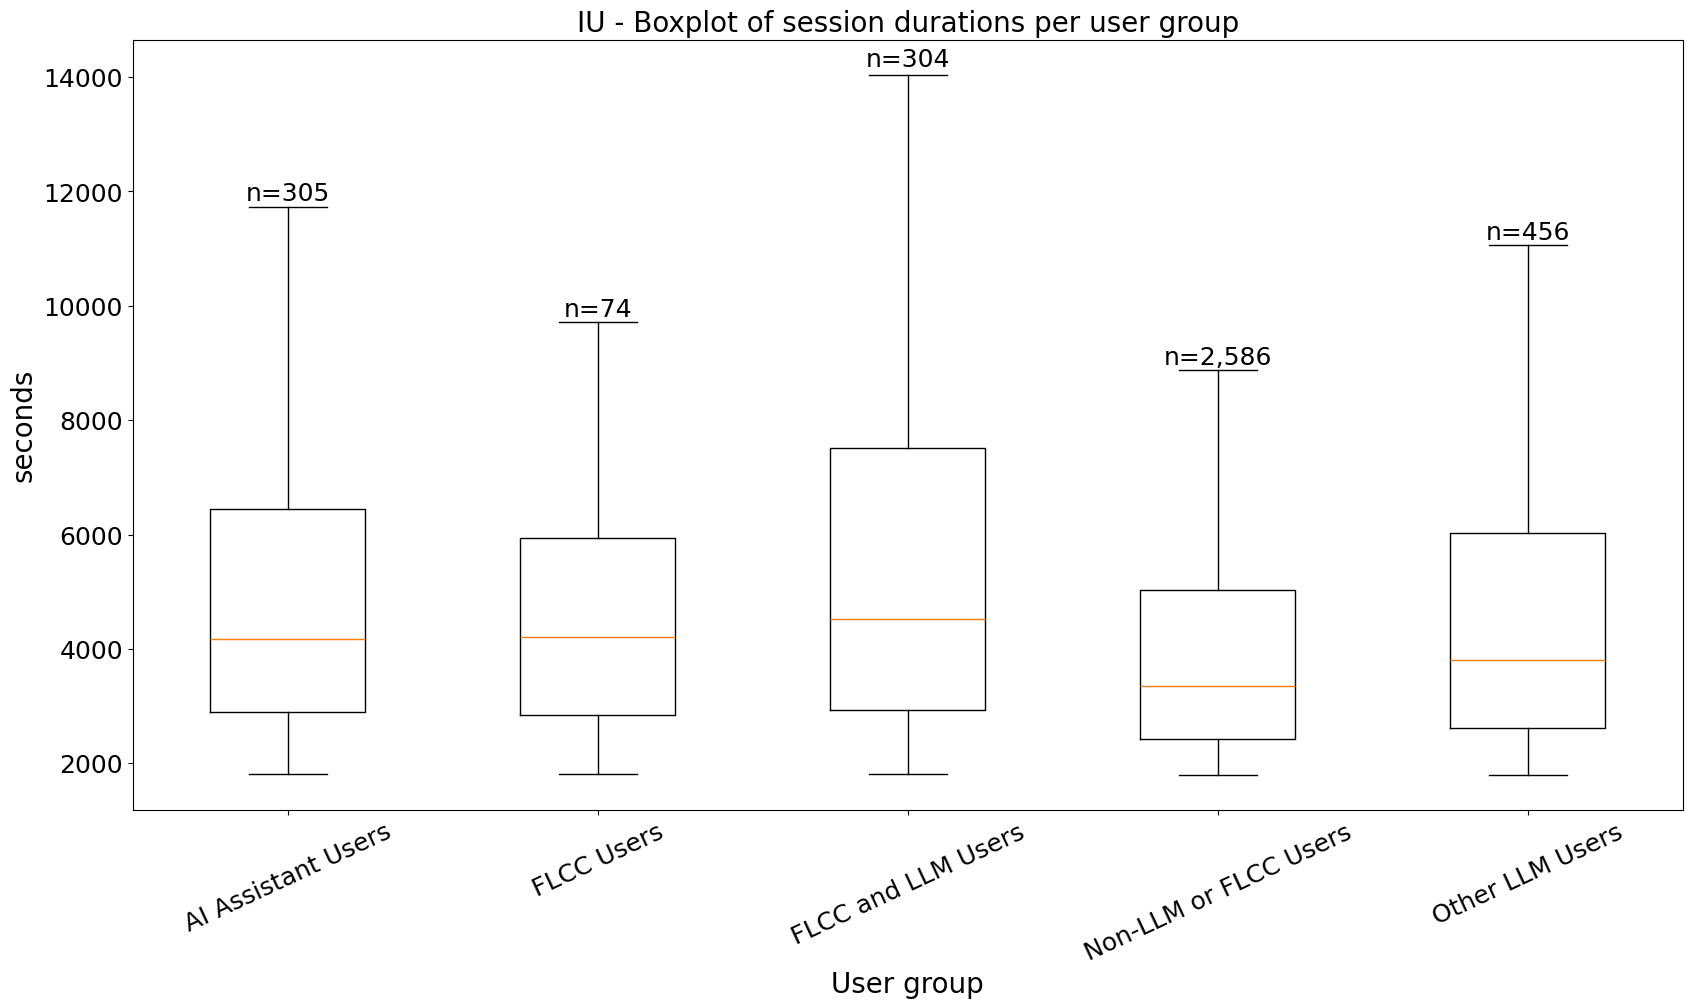 IU - Boxplot of session durations per user group
n=304
14000
n=305
12000
n=456
n=74
10000
n=2,586
8000
seconds
6000
4000
2000
AI Assistant Users
FLCC Users
FLCC and LLM Users
Non-LLM or FLCC Users
Other LLM Users
User group